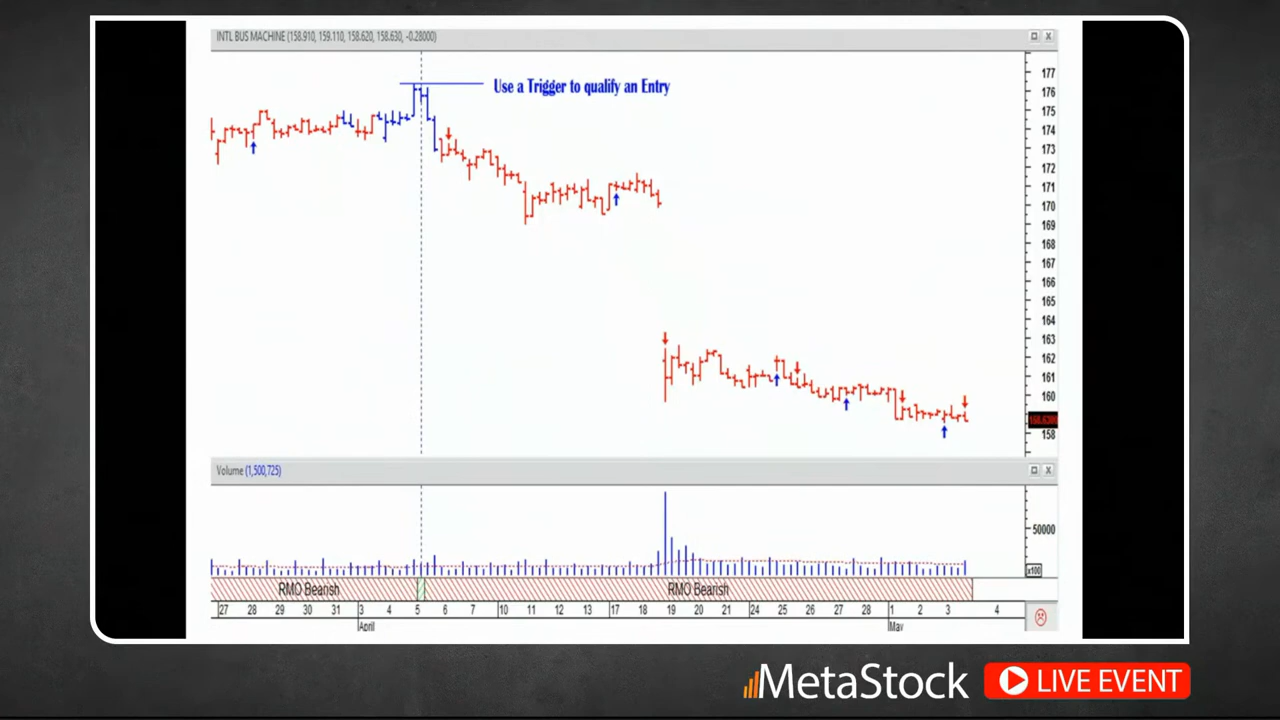 INTL BUS MACHINE (158.910, 159.110, 158.620, 158.630, -0.28000)
Use a Trigger to qualify an Entry
177
176
175
174
173
172
171
170
169
168
167
166
165
164
163
162
161
160
158
Volume (1,500,725)
50000
x100
RMO Bearish RMO Bearish
27 28 29 30 31 3 4 5 6 7 10 11 12 13 17 18 19 20 21 24 25 26 27 28 1 2 3 4
April May
MetaStock LIVE EVENT